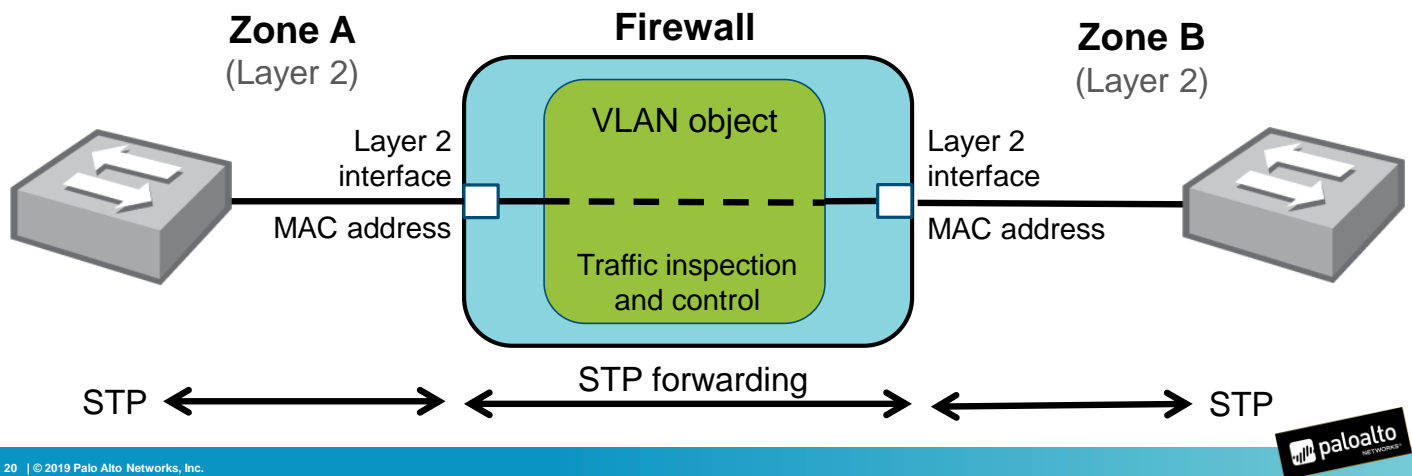 Zone A
(Layer 2)
Firewall
Zone B
(Layer 2)
Layer 2
interface
MAC address
VLAN object
Traffic inspection
and control
Layer 2
interface
MAC address
STP
STP forwarding
STP
20 | © 2019 Palo Alto Networks, Inc.
paloalto
NETWORKS